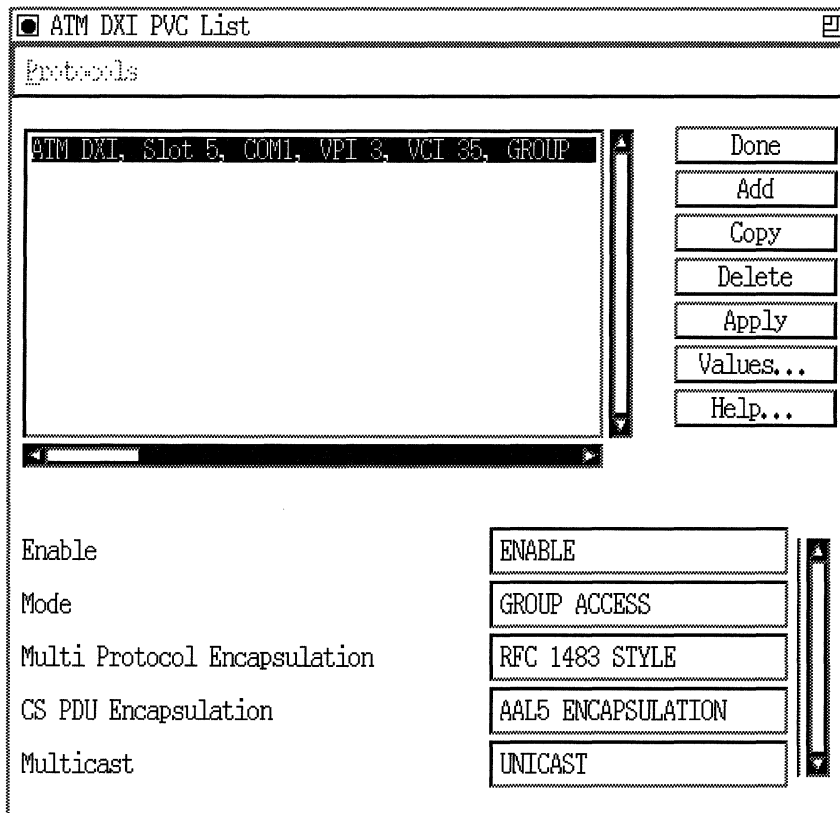 ATM DXI PVC List
Protocols
ATM DXI, Slot 5, COM1, VPI 3, VCI 35, GROUP
Done
Add
Copy
Delete
Apply
Values...
Help...
Enable ENABLE
Mode GROUP ACCESS
Multi Protocol Encapsulation RFC 1483 STYLE
CS PDU Encapsulation AAL5 ENCAPSULATION
Multicast UNICAST